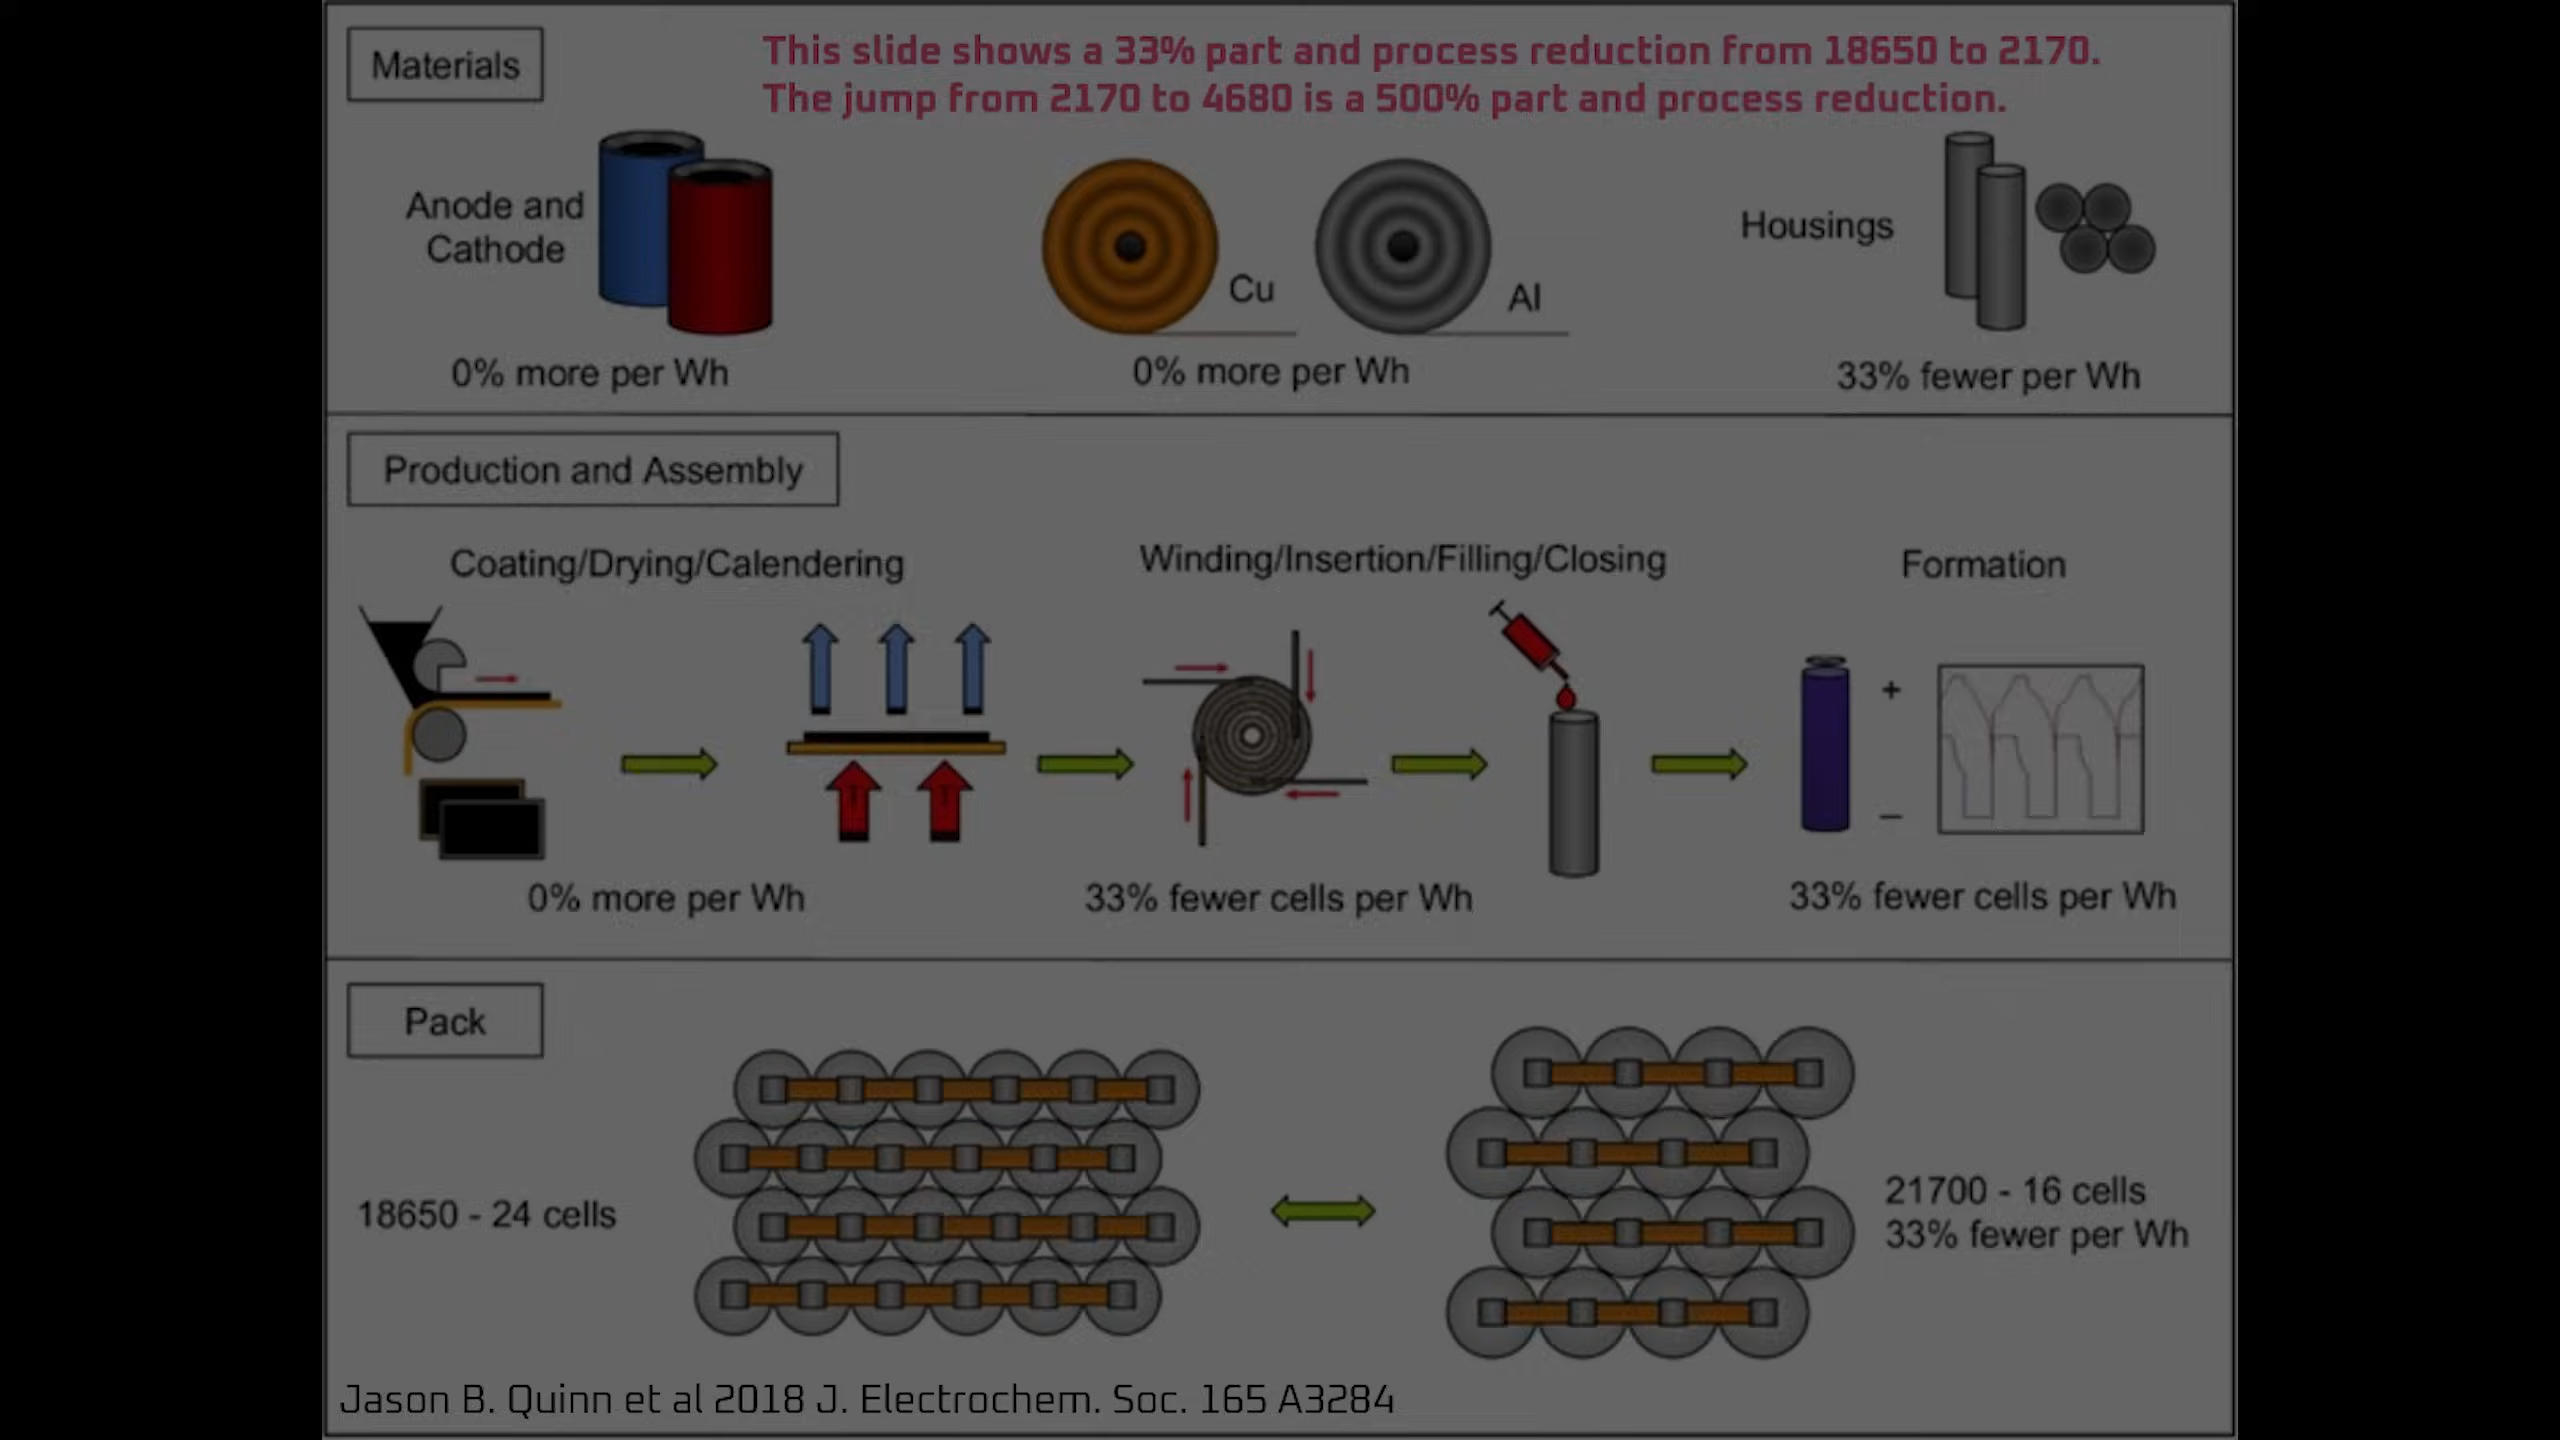 Materials
This slide shows a 33% part and process reduction from 18650 to 2170.
The jump from 2170 to 4680 is a 500% part and process reduction.
Anode and
Cathode
Cu
Al
Housings
0% more per Wh
0% more per Wh
33% fewer per Wh
Production and Assembly
Coating/Drying/Calendering
Winding/Insertion/Filling/Closing
Formation
+
−
0% more per Wh
33% fewer cells per Wh
33% fewer cells per Wh
Pack
18650 - 24 cells
21700 - 16 cells
33% fewer per Wh
Jason B. Quinn et al 2018 J. Electrochem. Soc. 165 A3284